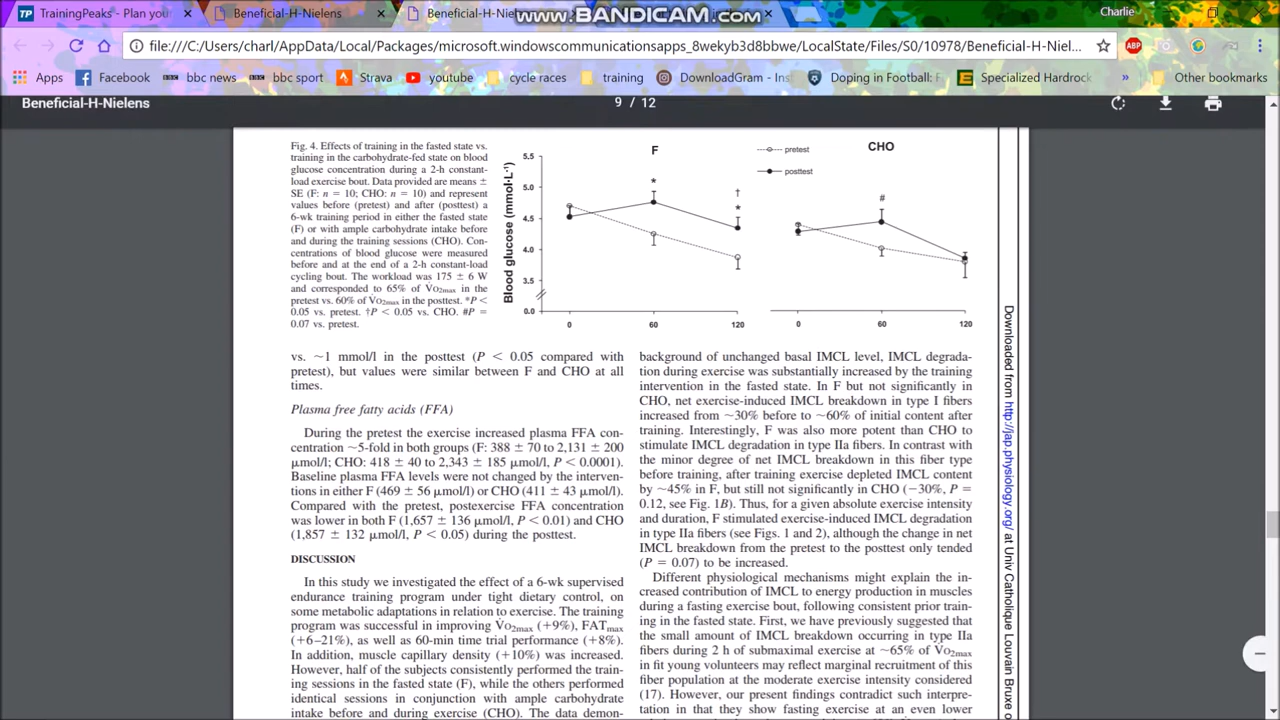 TrainingPeaks - Plan your
Beneficial-H-Nielens
Beneficial-H-Nie
www.BANDICAM.com
Charlie
file:///C:/Users/charl/AppData/Local/Packages/microsoft.windowscommunicationsapps_8wekyb3d8bbwe/LocalState/Files/S0/10978/Beneficial-H-Niel...
ABP
Apps
Facebook
BBC
bbc news
BBC
bbc sport
Strava
youtube
cycle races
training
DownloadGram - Ins
Doping in Football: F
Specialized Hardrock
»
Other bookmarks
Beneficial-H-Nielens
9 / 12
Fig. 4. Effects of training in the fasted state vs.
training in the carbohydrate-fed state on blood
glucose concentration during a 2-h constant-
load exercise bout. Data provided are means ±
SE (F: n = 10; CHO: n = 10) and represent
values before (pretest) and after (posttest) a
6-wk training period in either the fasted state
(F) or with ample carbohydrate intake before
and during the training sessions (CHO). Con-
centrations of blood glucose were measured
before and at the end of a 2-h constant-load
cycling bout. The workload was 175 ± 6 W
and corresponded to 65% of V̇o2max in the
pretest vs. 60% of V̇o2max in the posttest. *P <
0.05 vs. pretest. †P < 0.05 vs. CHO. #P =
0.07 vs. pretest.
F
pretest
posttest
CHO
Blood glucose (mmol·L-1)
5.5
5.0
4.5
4.0
3.5
0.0
*
†
*
#
0
60
120
0
60
120
vs. ~1 mmol/l in the posttest (P < 0.05 compared with
pretest), but values were similar between F and CHO at all
times.
Plasma free fatty acids (FFA)
During the pretest the exercise increased plasma FFA con-
centration ~5-fold in both groups (F: 388 ± 70 to 2,131 ± 200
μmol/l; CHO: 418 ± 40 to 2,343 ± 185 μmol/l, P < 0.0001).
Baseline plasma FFA levels were not changed by the interven-
tions in either F (469 ± 56 μmol/l) or CHO (411 ± 43 μmol/l).
Compared with the pretest, postexercise FFA concentration
was lower in both F (1,657 ± 136 μmol/l, P < 0.01) and CHO
(1,857 ± 132 μmol/l, P < 0.05) during the posttest.
DISCUSSION
In this study we investigated the effect of a 6-wk supervised
endurance training program under tight dietary control, on
some metabolic adaptations in relation to exercise. The training
program was successful in improving V̇o2max (+9%), FATmax
(+6–21%), as well as 60-min time trial performance (+8%).
In addition, muscle capillary density (+10%) was increased.
However, half of the subjects consistently performed the train-
ing sessions in the fasted state (F), while the others performed
identical sessions in conjunction with ample carbohydrate
intake before and during exercise (CHO). The data demon-
background of unchanged basal IMCL level, IMCL degrada-
tion during exercise was substantially increased by the training
intervention in the fasted state. In F but not significantly in
CHO, net exercise-induced IMCL breakdown in type I fibers
increased from ~30% before to ~60% of initial content after
training. Interestingly, F was also more potent than CHO to
stimulate IMCL degradation in type IIa fibers. In contrast with
the minor degree of net IMCL breakdown in this fiber type
before training, after training exercise depleted IMCL content
by ~45% in F, but still not significantly in CHO (−30%, P =
0.12, see Fig. 1B). Thus, for a given absolute exercise intensity
and duration, F stimulated exercise-induced IMCL degradation
in type IIa fibers (see Figs. 1 and 2), although the change in net
IMCL breakdown from the pretest to the posttest only tended
(P = 0.07) to be increased.
Different physiological mechanisms might explain the in-
creased contribution of IMCL to energy production in muscles
during a fasting exercise bout, following consistent prior train-
ing in the fasted state. First, we have previously suggested that
the small amount of IMCL breakdown occurring in type IIa
fibers during 2 h of submaximal exercise at ~65% of V̇o2max
in fit young volunteers may reflect marginal recruitment of this
fiber population at the moderate exercise intensity considered
(17). However, our present findings contradict such interpre-
tation in that they show fasting exercise at an even lower
Downloaded from http://jap.physiology.org/ at Univ Catholique Louvain Bruxe o